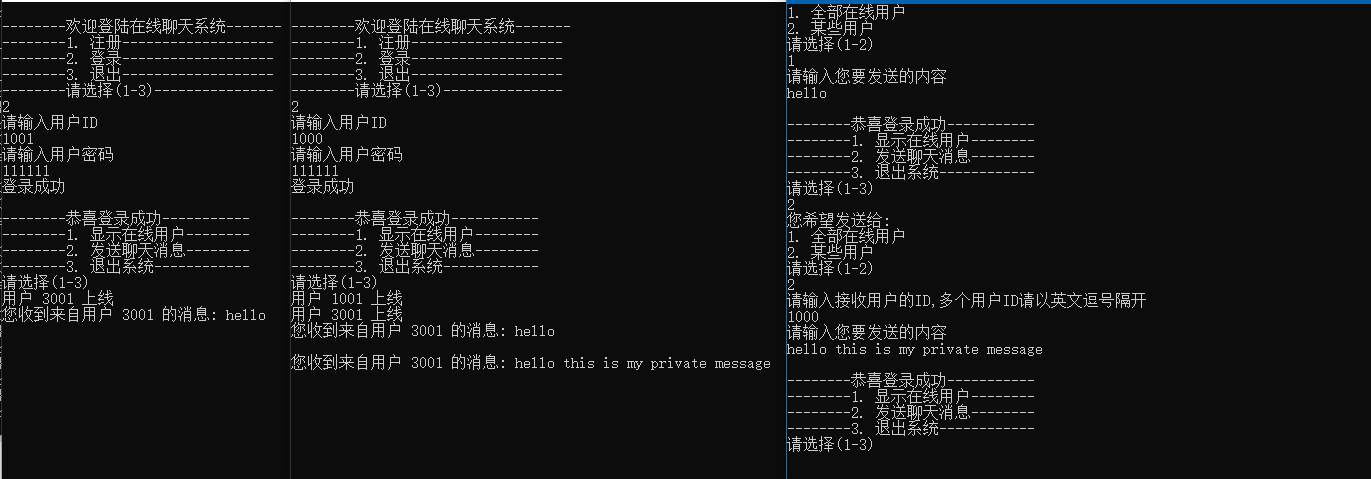 --------欢迎登陆在线聊天系统-------
--------1. 注册-------------------
--------2. 登录-------------------
--------3. 退出-------------------
--------请选择(1-3)---------------
2
请输入用户ID
1001
请输入用户密码
111111
登录成功
--------恭喜登录成功-----------
--------1. 显示在线用户--------
--------2. 发送聊天消息--------
--------3. 退出系统------------
请选择(1-3)
用户 3001 上线
您收到来自用户 3001 的消息: hello
--------欢迎登陆在线聊天系统-------
--------1. 注册-------------------
--------2. 登录-------------------
--------3. 退出-------------------
--------请选择(1-3)---------------
2
请输入用户ID
1000
请输入用户密码
111111
登录成功
--------恭喜登录成功-----------
--------1. 显示在线用户--------
--------2. 发送聊天消息--------
--------3. 退出系统------------
请选择(1-3)
用户 1001 上线
用户 3001 上线
您收到来自用户 3001 的消息: hello
您收到来自用户 3001 的消息: hello this is my private message
1. 全部在线用户
2. 某些用户
请选择(1-2)
1
请输入您要发送的内容
hello
--------恭喜登录成功-----------
--------1. 显示在线用户--------
--------2. 发送聊天消息--------
--------3. 退出系统------------
请选择(1-3)
2
您希望发送给:
1. 全部在线用户
2. 某些用户
请选择(1-2)
2
请输入接收用户的ID,多个用户ID请以英文逗号隔开
1000
请输入您要发送的内容
hello this is my private message
--------恭喜登录成功-----------
--------1. 显示在线用户--------
--------2. 发送聊天消息--------
--------3. 退出系统------------
请选择(1-3)